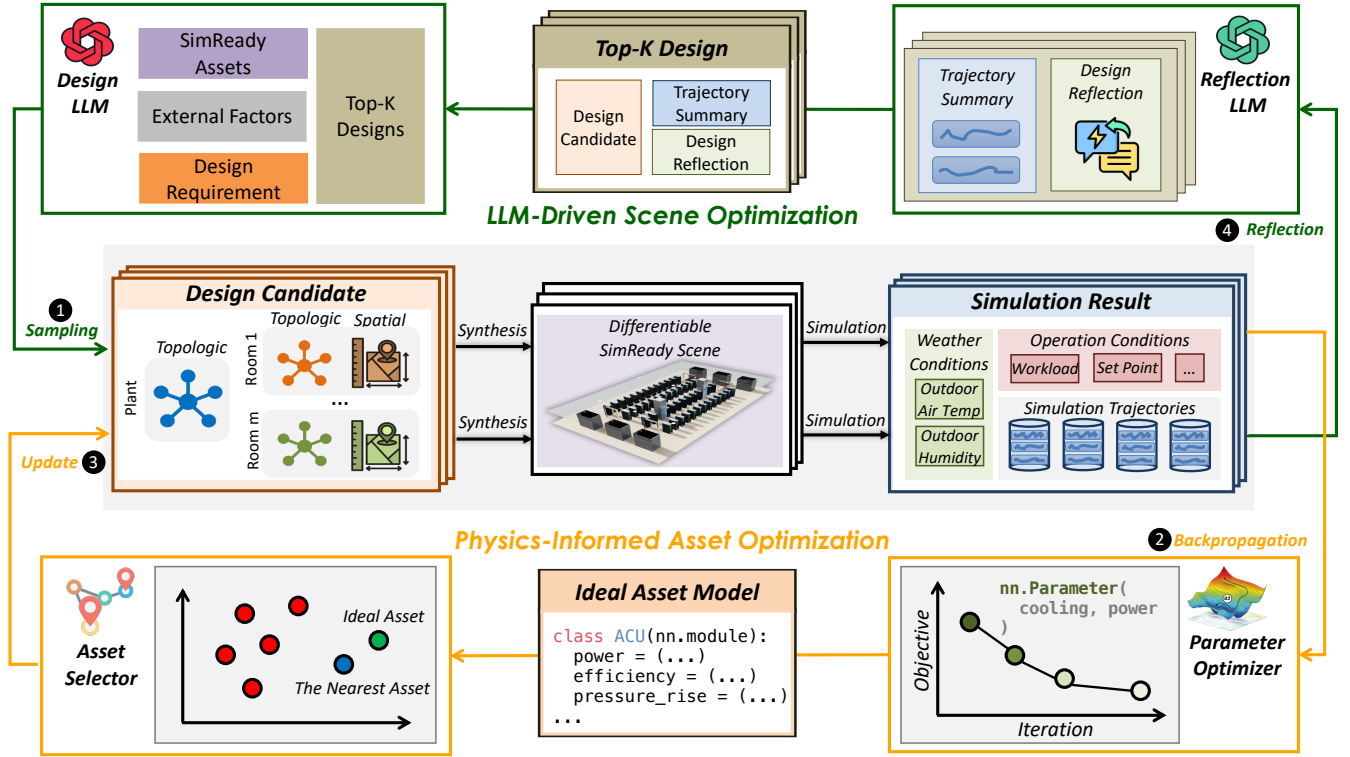 Design
LLM
SimReady
Assets
External Factors
Design
Requirement
Top-K
Designs
Top-K Design
Design
Candidate
Trajectory
Summary
Design
Reflection
Trajectory
Summary
Design
Reflection
Reflection
LLM
LLM-Driven Scene Optimization
4 Reflection
1
Sampling
Design Candidate
Topologic
Plant
Topologic Spatial
Room 1
...
Room m
Synthesis
Synthesis
Differentiable
SimReady Scene
Simulation
Simulation
Simulation Result
Weather
Conditions
Outdoor
Air Temp
Outdoor
Humidity
Operation Conditions
Workload
Set Point
...
Simulation Trajectories
Update 3
Physics-Informed Asset Optimization
2 Backpropagation
Asset
Selector
Ideal Asset
The Nearest Asset
Ideal Asset Model
class ACU(nn.module):
power = (...)
efficiency = (...)
pressure_rise = (...)
...
Objective
Iteration
nn.Parameter(
cooling, power
)
Parameter
Optimizer